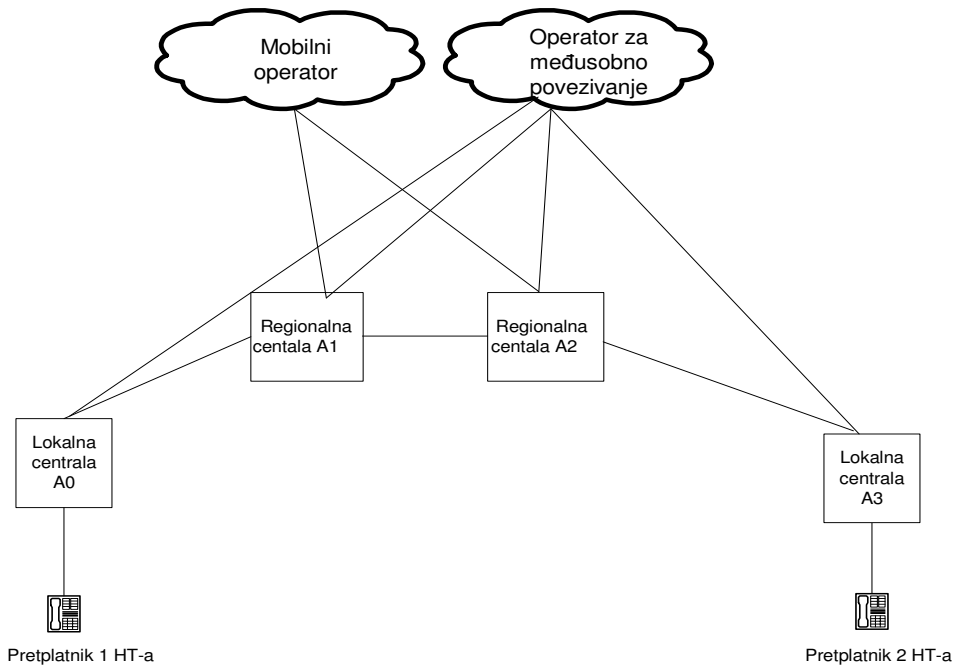 Mobilni
operator
Operator za
međusobno
povezivanje
Regionalna
centala A1
Regionalna
centala A2
Lokalna
centrala
A0
Lokalna
centrala
A3
Pretplatnik 1 HT-a
Pretplatnik 2 HT-a